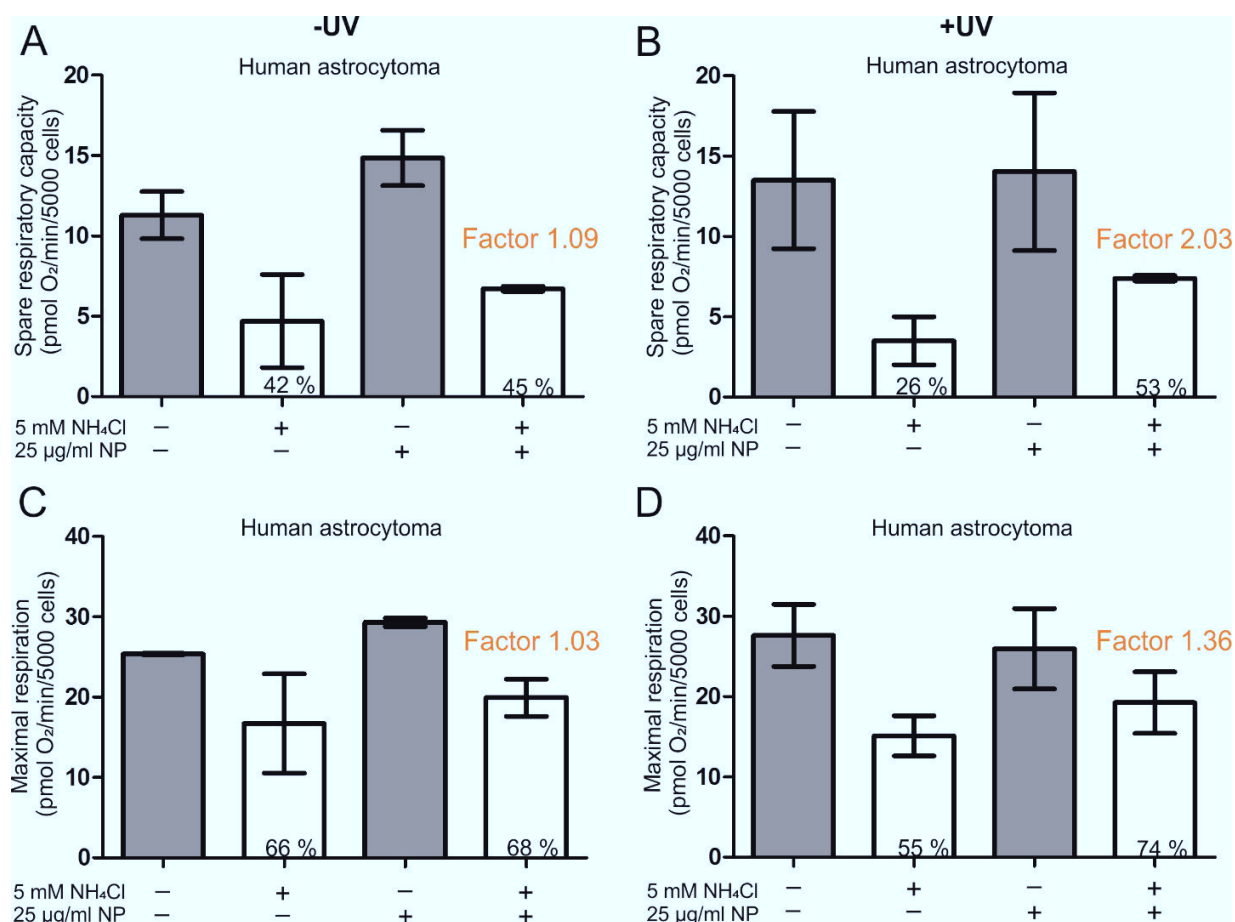 -UV
+UV
A
Human astrocytoma
Spare respiratory capacity
(pmol O₂/min/5000 cells)
20
15
10
5
0
Factor 1.09
42 %
45 %
5 mM NH₄Cl – + – +
25 µg/ml NP – – + +
B
Human astrocytoma
Spare respiratory capacity
(pmol O₂/min/5000 cells)
20
15
10
5
0
Factor 2.03
26 %
53 %
5 mM NH₄Cl – + – +
25 µg/ml NP – – + +
C
Human astrocytoma
Maximal respiration
(pmol O₂/min/5000 cells)
40
30
20
10
0
Factor 1.03
66 %
68 %
5 mM NH₄Cl – + – +
25 µg/ml NP – – + +
D
Human astrocytoma
Maximal respiration
(pmol O₂/min/5000 cells)
40
30
20
10
0
Factor 1.36
55 %
74 %
5 mM NH₄Cl – + – +
25 µg/ml NP – – + +